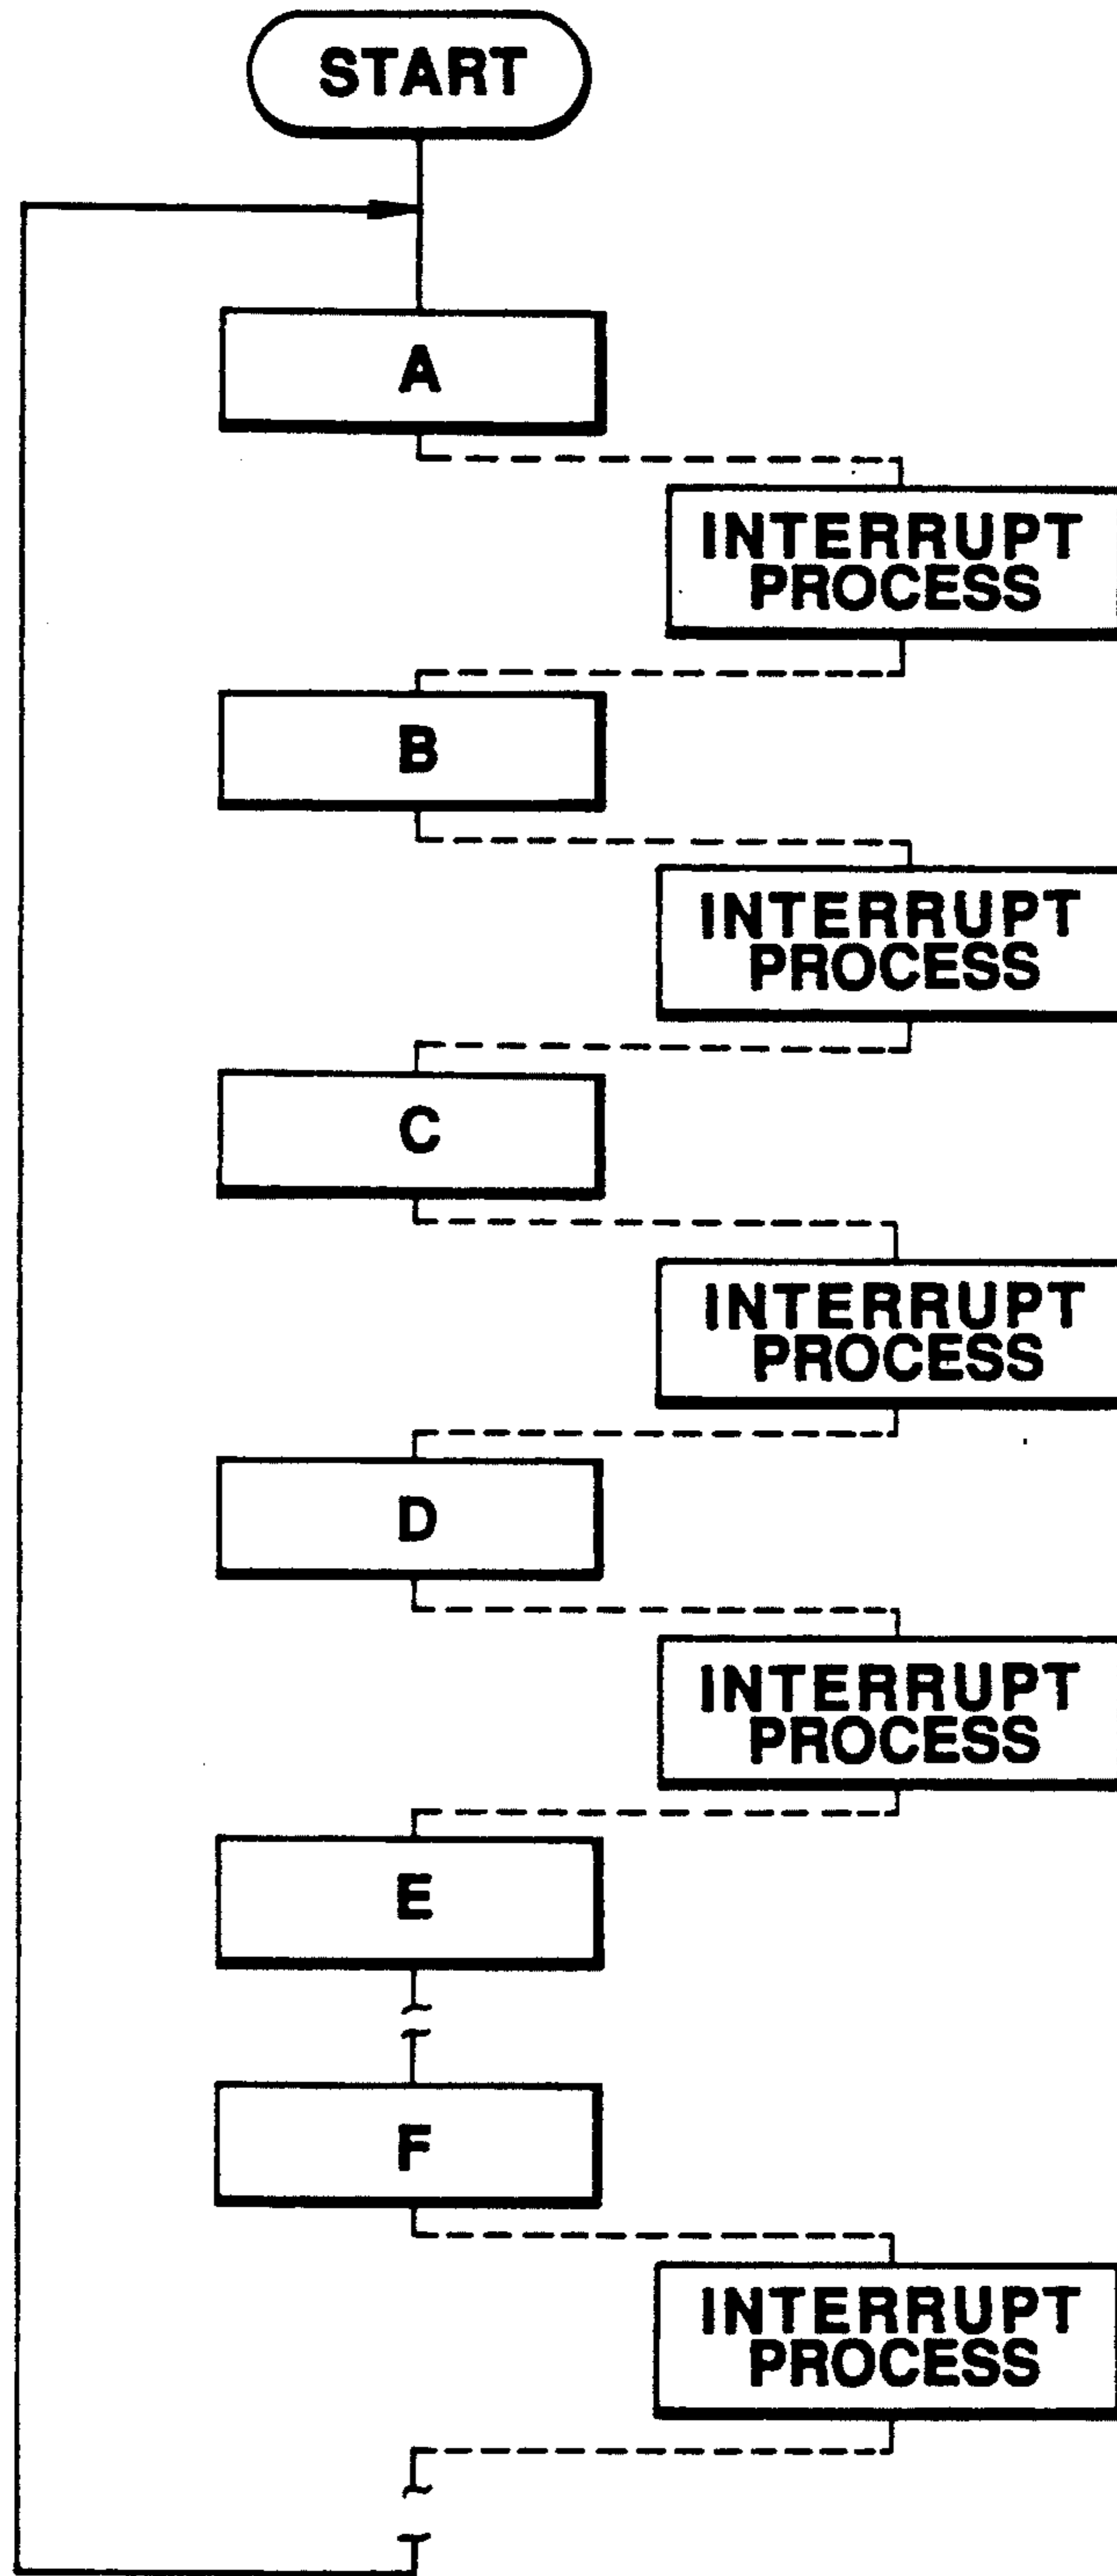 START
A
INTERRUPT
PROCESS
B
INTERRUPT
PROCESS
C
INTERRUPT
PROCESS
D
INTERRUPT
PROCESS
E
F
INTERRUPT
PROCESS